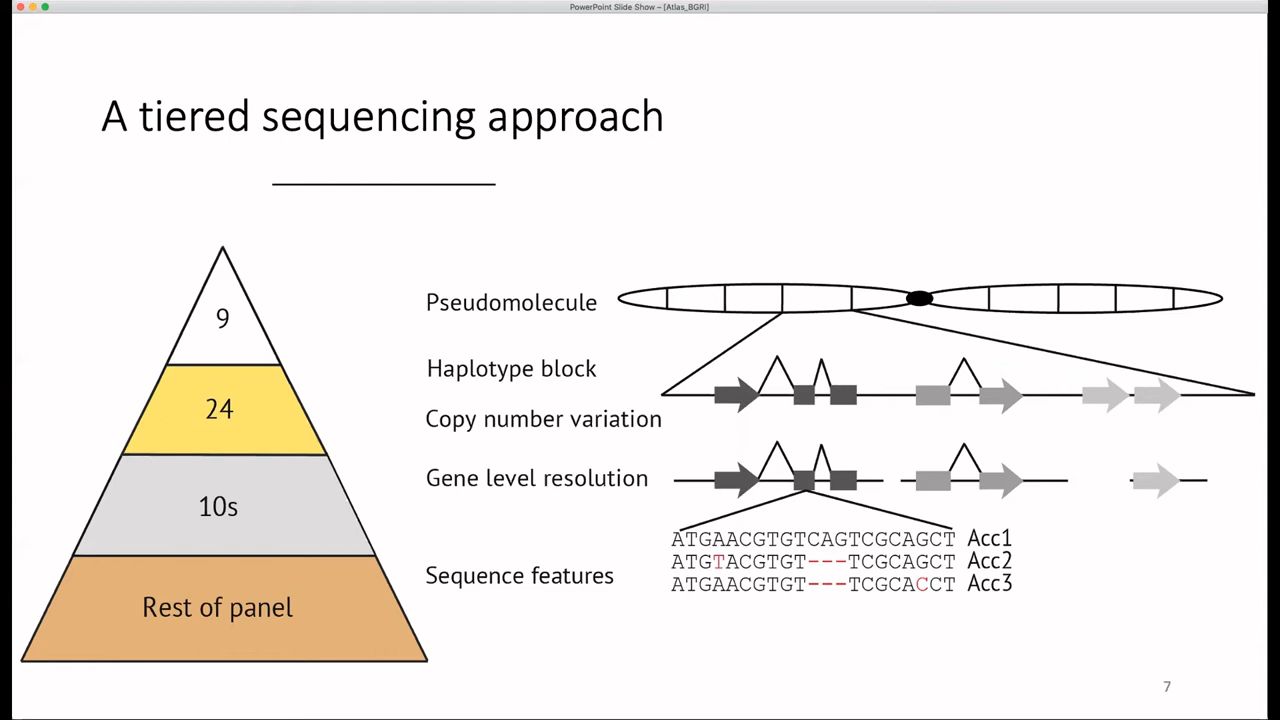 PowerPoint Slide Show – [Atlas_BGRI]
A tiered sequencing approach
9
24
10s
Rest of panel
Pseudomolecule
Haplotype block
Copy number variation
Gene level resolution
Sequence features
ATGAACGTGTCAGTCGCAGCT Acc1
ATGTACGTGT---TCGCAGCT Acc2
ATGAACGTGT---TCGCACCT Acc3
7